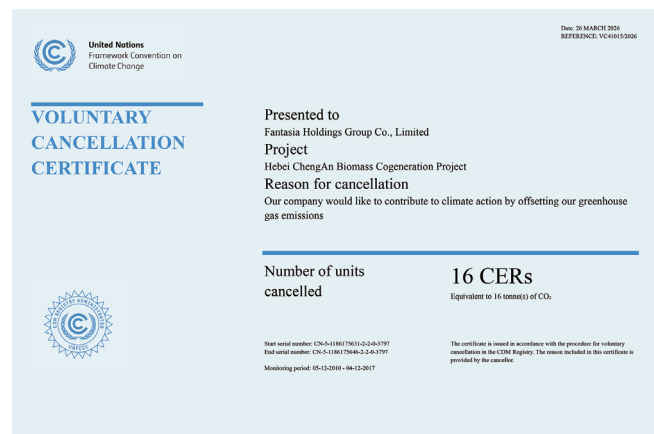 Date: 26 MARCH 2026
REFERENCE: VC41015/2026
United Nations
Framework Convention on
Climate Change
VOLUNTARY
CANCELLATION
CERTIFICATE
Presented to
Fantasia Holdings Group Co., Limited
Project
Hebei ChengAn Biomass Cogeneration Project
Reason for cancellation
Our company would like to contribute to climate action by offsetting our greenhouse
gas emissions
Number of units
cancelled
16 CERs
Equivalent to 16 tonne(s) of CO₂
Start serial number: CN-5-1186175631-2-2-0-3797
End serial number: CN-5-1186175646-2-2-0-3797
Monitoring period: 05-12-2010 - 04-12-2017
The certificate is issued in accordance with the procedure for voluntary
cancellation in the CDM Registry. The reason included in this certificate is
provided by the cancellor.
CDM REGISTRY ADMINISTRATOR
UNFCCC